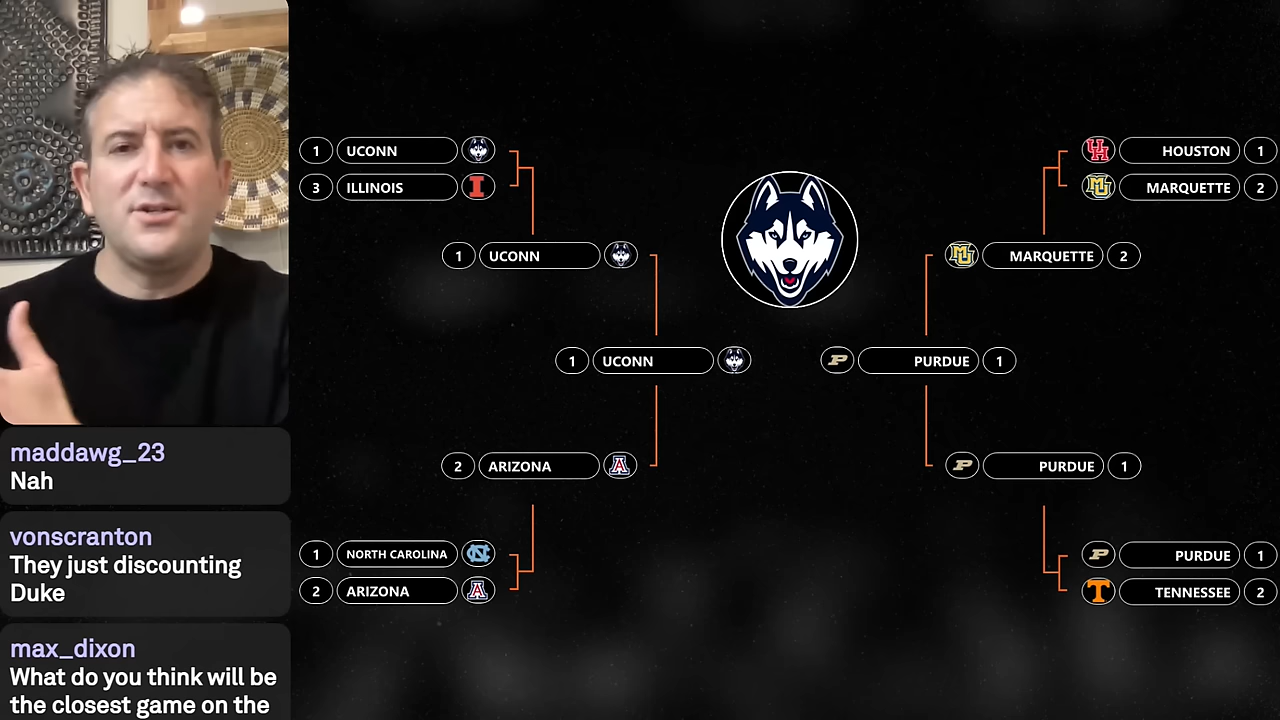 1 UCONN
3 ILLINOIS
1 UCONN
1 UCONN
2 ARIZONA
1 NORTH CAROLINA
2 ARIZONA
HOUSTON 1
MARQUETTE 2
MARQUETTE 2
PURDUE 1
PURDUE 1
PURDUE 1
TENNESSEE 2
maddawg_23
Nah
vonscranton
They just discounting
Duke
max_dixon
What do you think will be
the closest game on the